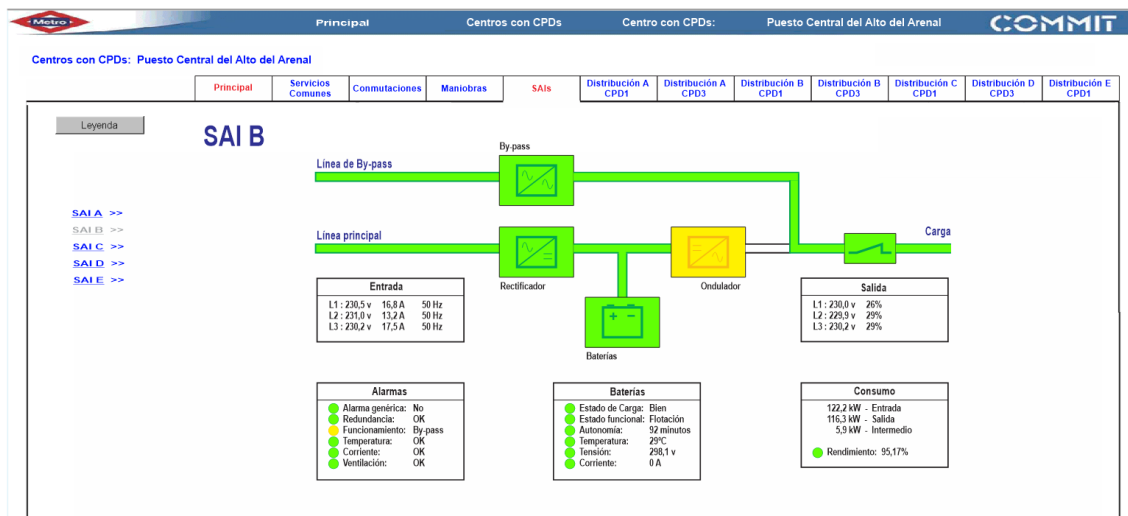 Metro
Principal Centros con CPDs Centro con CPDs: Puesto Central del Alto del Arenal
COMMIT
Centros con CPDs: Puesto Central del Alto del Arenal
Principal
Servicios Comunes
Conmutaciones
Maniobras
SAIs
Distribución A CPD1
Distribución A CPD3
Distribución B CPD1
Distribución B CPD3
Distribución C CPD1
Distribución D CPD3
Distribución E CPD1
Leyenda
SAI B
SAI A >>
SAI B >>
SAI C >>
SAI D >>
SAI E >>
By-pass
Línea de By-pass
Línea principal
Carga
Rectificador
Ondulador
Baterías
Entrada
L1 : 230,5 v 16,8 A 50 Hz
L2 : 231,0 v 13,2 A 50 Hz
L3 : 230,2 v 17,5 A 50 Hz
Salida
L1 : 230,0 v 26%
L2 : 229,9 v 29%
L3 : 230,2 v 29%
Alarmas
Alarma genérica: No
Redundancia: OK
Funcionamiento: By-pass
Temperatura: OK
Corriente: OK
Ventilación: OK
Baterías
Estado de Carga: Bien
Estado funcional: Flotación
Autonomía: 92 minutos
Temperatura: 29ºC
Tensión: 298,1 v
Corriente: 0 A
Consumo
122,2 kW - Entrada
116,3 kW - Salida
5,9 kW - Intermedio
Rendimiento: 95,17%